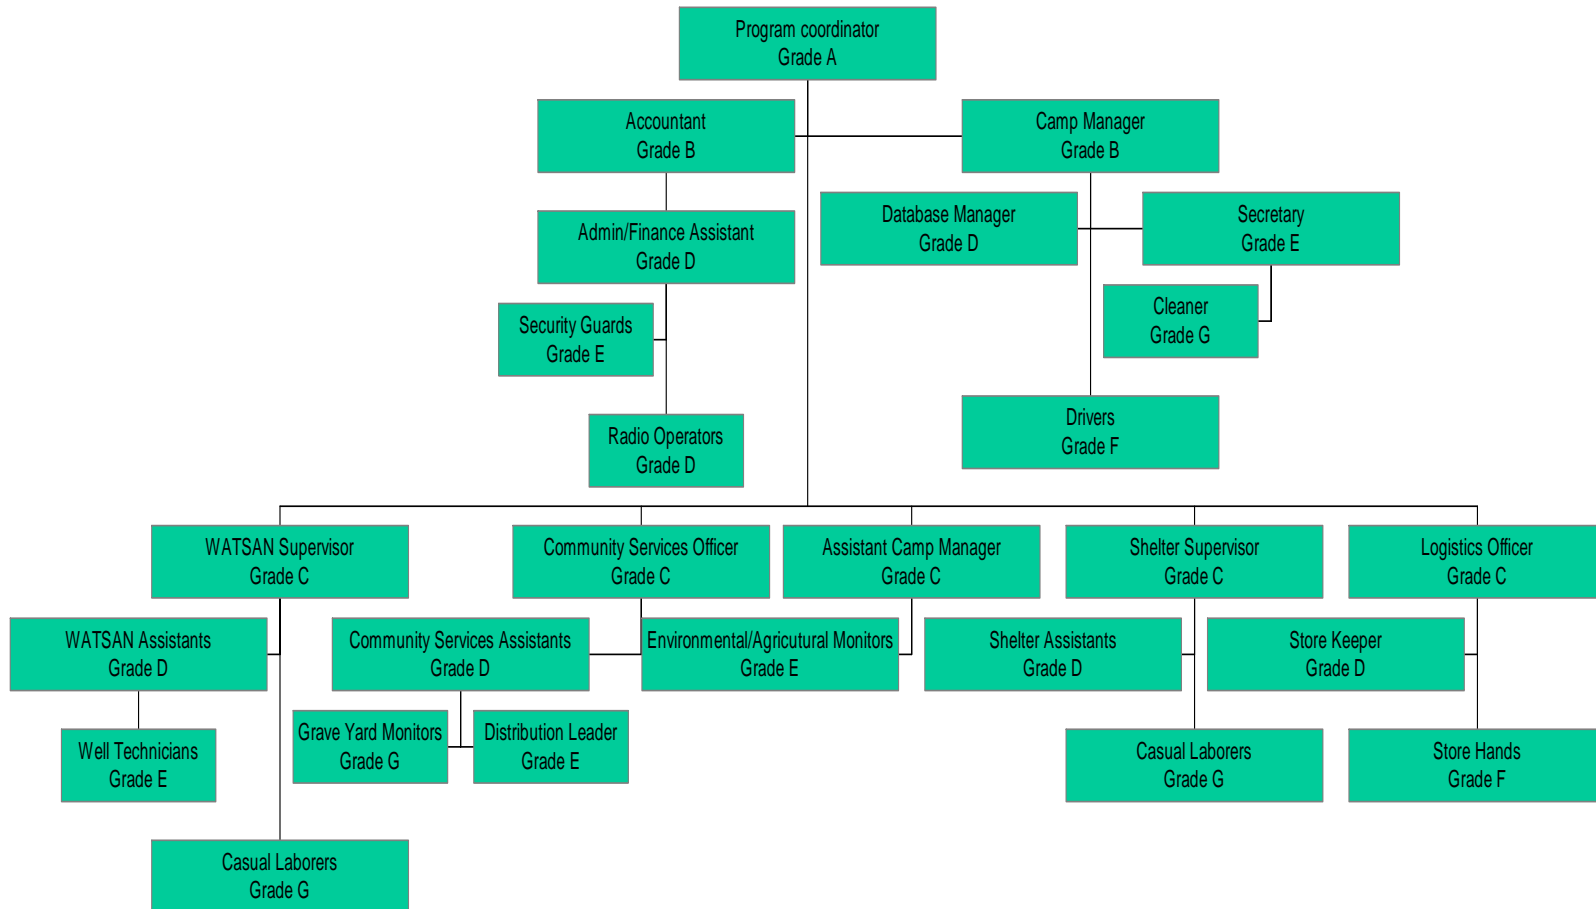 Program coordinator
Grade A
Accountant
Grade B
Camp Manager
Grade B
Database Manager
Grade D
Secretary
Grade E
Admin/Finance Assistant
Grade D
Cleaner
Grade G
Security Guards
Grade E
Drivers
Grade F
Radio Operators
Grade D
WATSAN Supervisor
Grade C
Community Services Officer
Grade C
Assistant Camp Manager
Grade C
Shelter Supervisor
Grade C
Logistics Officer
Grade C
WATSAN Assistants
Grade D
Community Services Assistants
Grade D
Environmental/Agricutural Monitors
Grade E
Shelter Assistants
Grade D
Store Keeper
Grade D
Well Technicians
Grade E
Grave Yard Monitors
Grade G
Distribution Leader
Grade E
Casual Laborers
Grade G
Store Hands
Grade F
Casual Laborers
Grade G